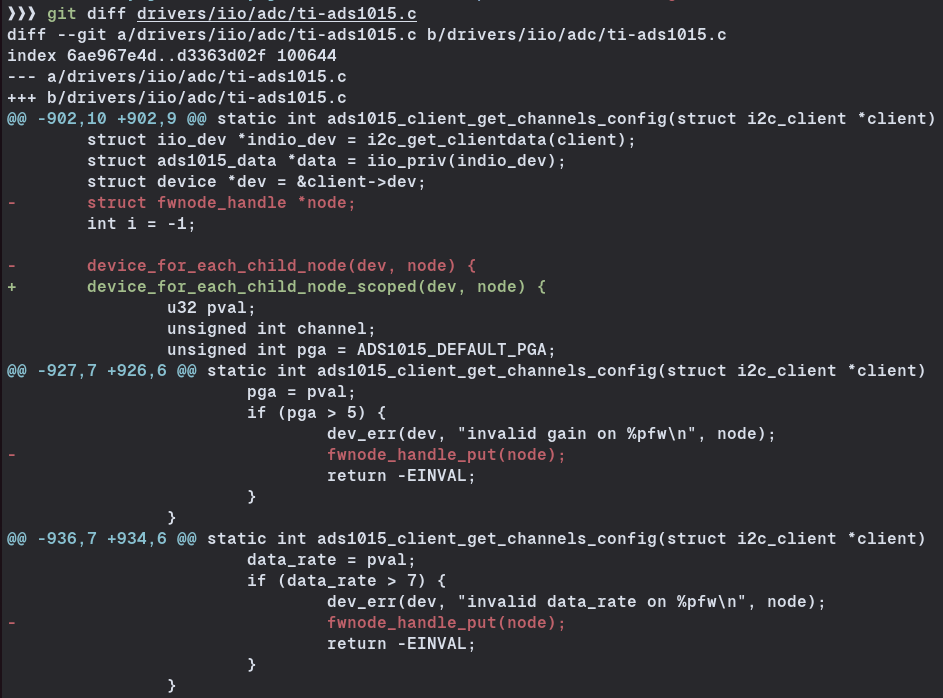 ❯❯❯ git diff drivers/iio/adc/ti-ads1015.c
diff --git a/drivers/iio/adc/ti-ads1015.c b/drivers/iio/adc/ti-ads1015.c
index 6ae967e4d..d3363d02f 100644
--- a/drivers/iio/adc/ti-ads1015.c
+++ b/drivers/iio/adc/ti-ads1015.c
@@ -902,10 +902,9 @@ static int ads1015_client_get_channels_config(struct i2c_client *client)
        struct iio_dev *indio_dev = i2c_get_clientdata(client);
        struct ads1015_data *data = iio_priv(indio_dev);
        struct device *dev = &client->dev;
-       struct fwnode_handle *node;
        int i = -1;

-       device_for_each_child_node(dev, node) {
+       device_for_each_child_node_scoped(dev, node) {
                u32 pval;
                unsigned int channel;
                unsigned int pga = ADS1015_DEFAULT_PGA;
@@ -927,7 +926,6 @@ static int ads1015_client_get_channels_config(struct i2c_client *client)
                        pga = pval;
                        if (pga > 5) {
                                dev_err(dev, "invalid gain on %pfw\n", node);
-                               fwnode_handle_put(node);
                                return -EINVAL;
                        }
                }
@@ -936,7 +934,6 @@ static int ads1015_client_get_channels_config(struct i2c_client *client)
                        data_rate = pval;
                        if (data_rate > 7) {
                                dev_err(dev, "invalid data_rate on %pfw\n", node);
-                               fwnode_handle_put(node);
                                return -EINVAL;
                        }
                }